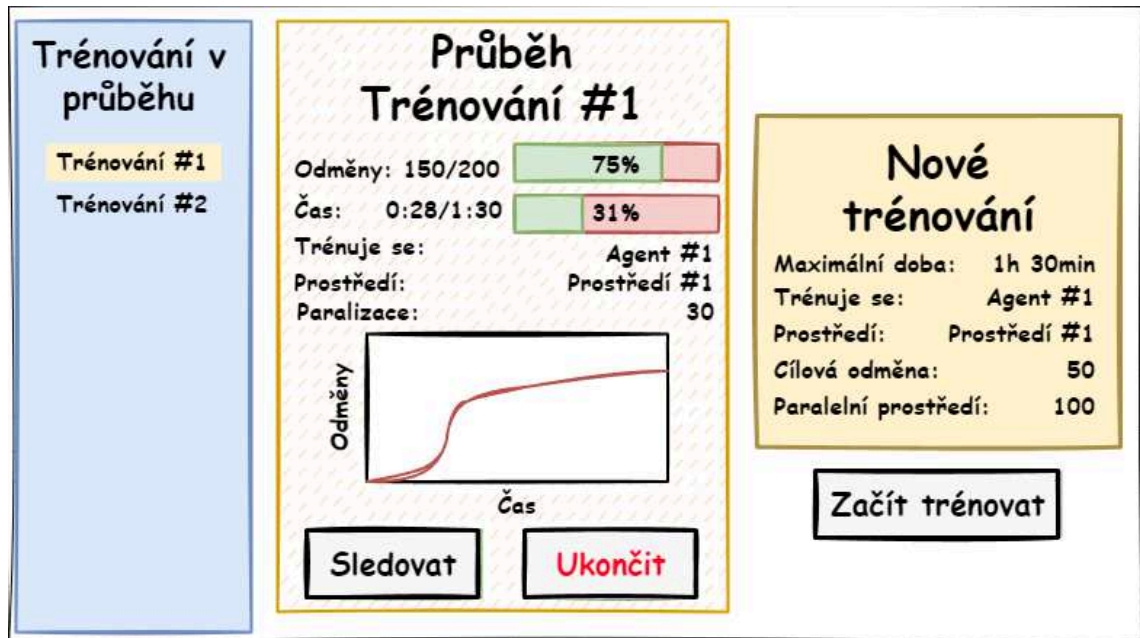 Trénování v
průběhu
Trénování #1
Trénování #2
Průběh
Trénování #1
Odměny: 150/200 75%
Čas: 0:28/1:30 31%
Trénuje se: Agent #1
Prostředí: Prostředí #1
Paralizace: 30
Odměny
Čas
Sledovat Ukončit
Nové
trénování
Maximální doba: 1h 30min
Trénuje se: Agent #1
Prostředí: Prostředí #1
Cílová odměna: 50
Paralelní prostředí: 100
Začít trénovat